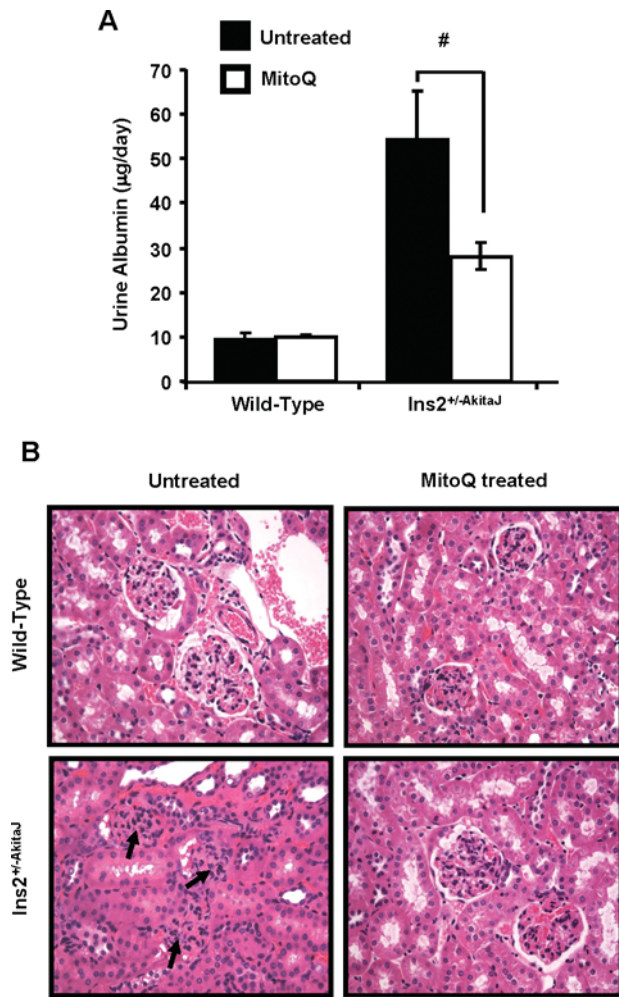 A
Untreated
MitoQ
#
Urine Albumin (µg/day)
70
60
50
40
30
20
10
0
Wild-Type
Ins2+/-AkitaJ
B
Untreated
MitoQ treated
Wild-Type
Ins2+/-AkitaJ